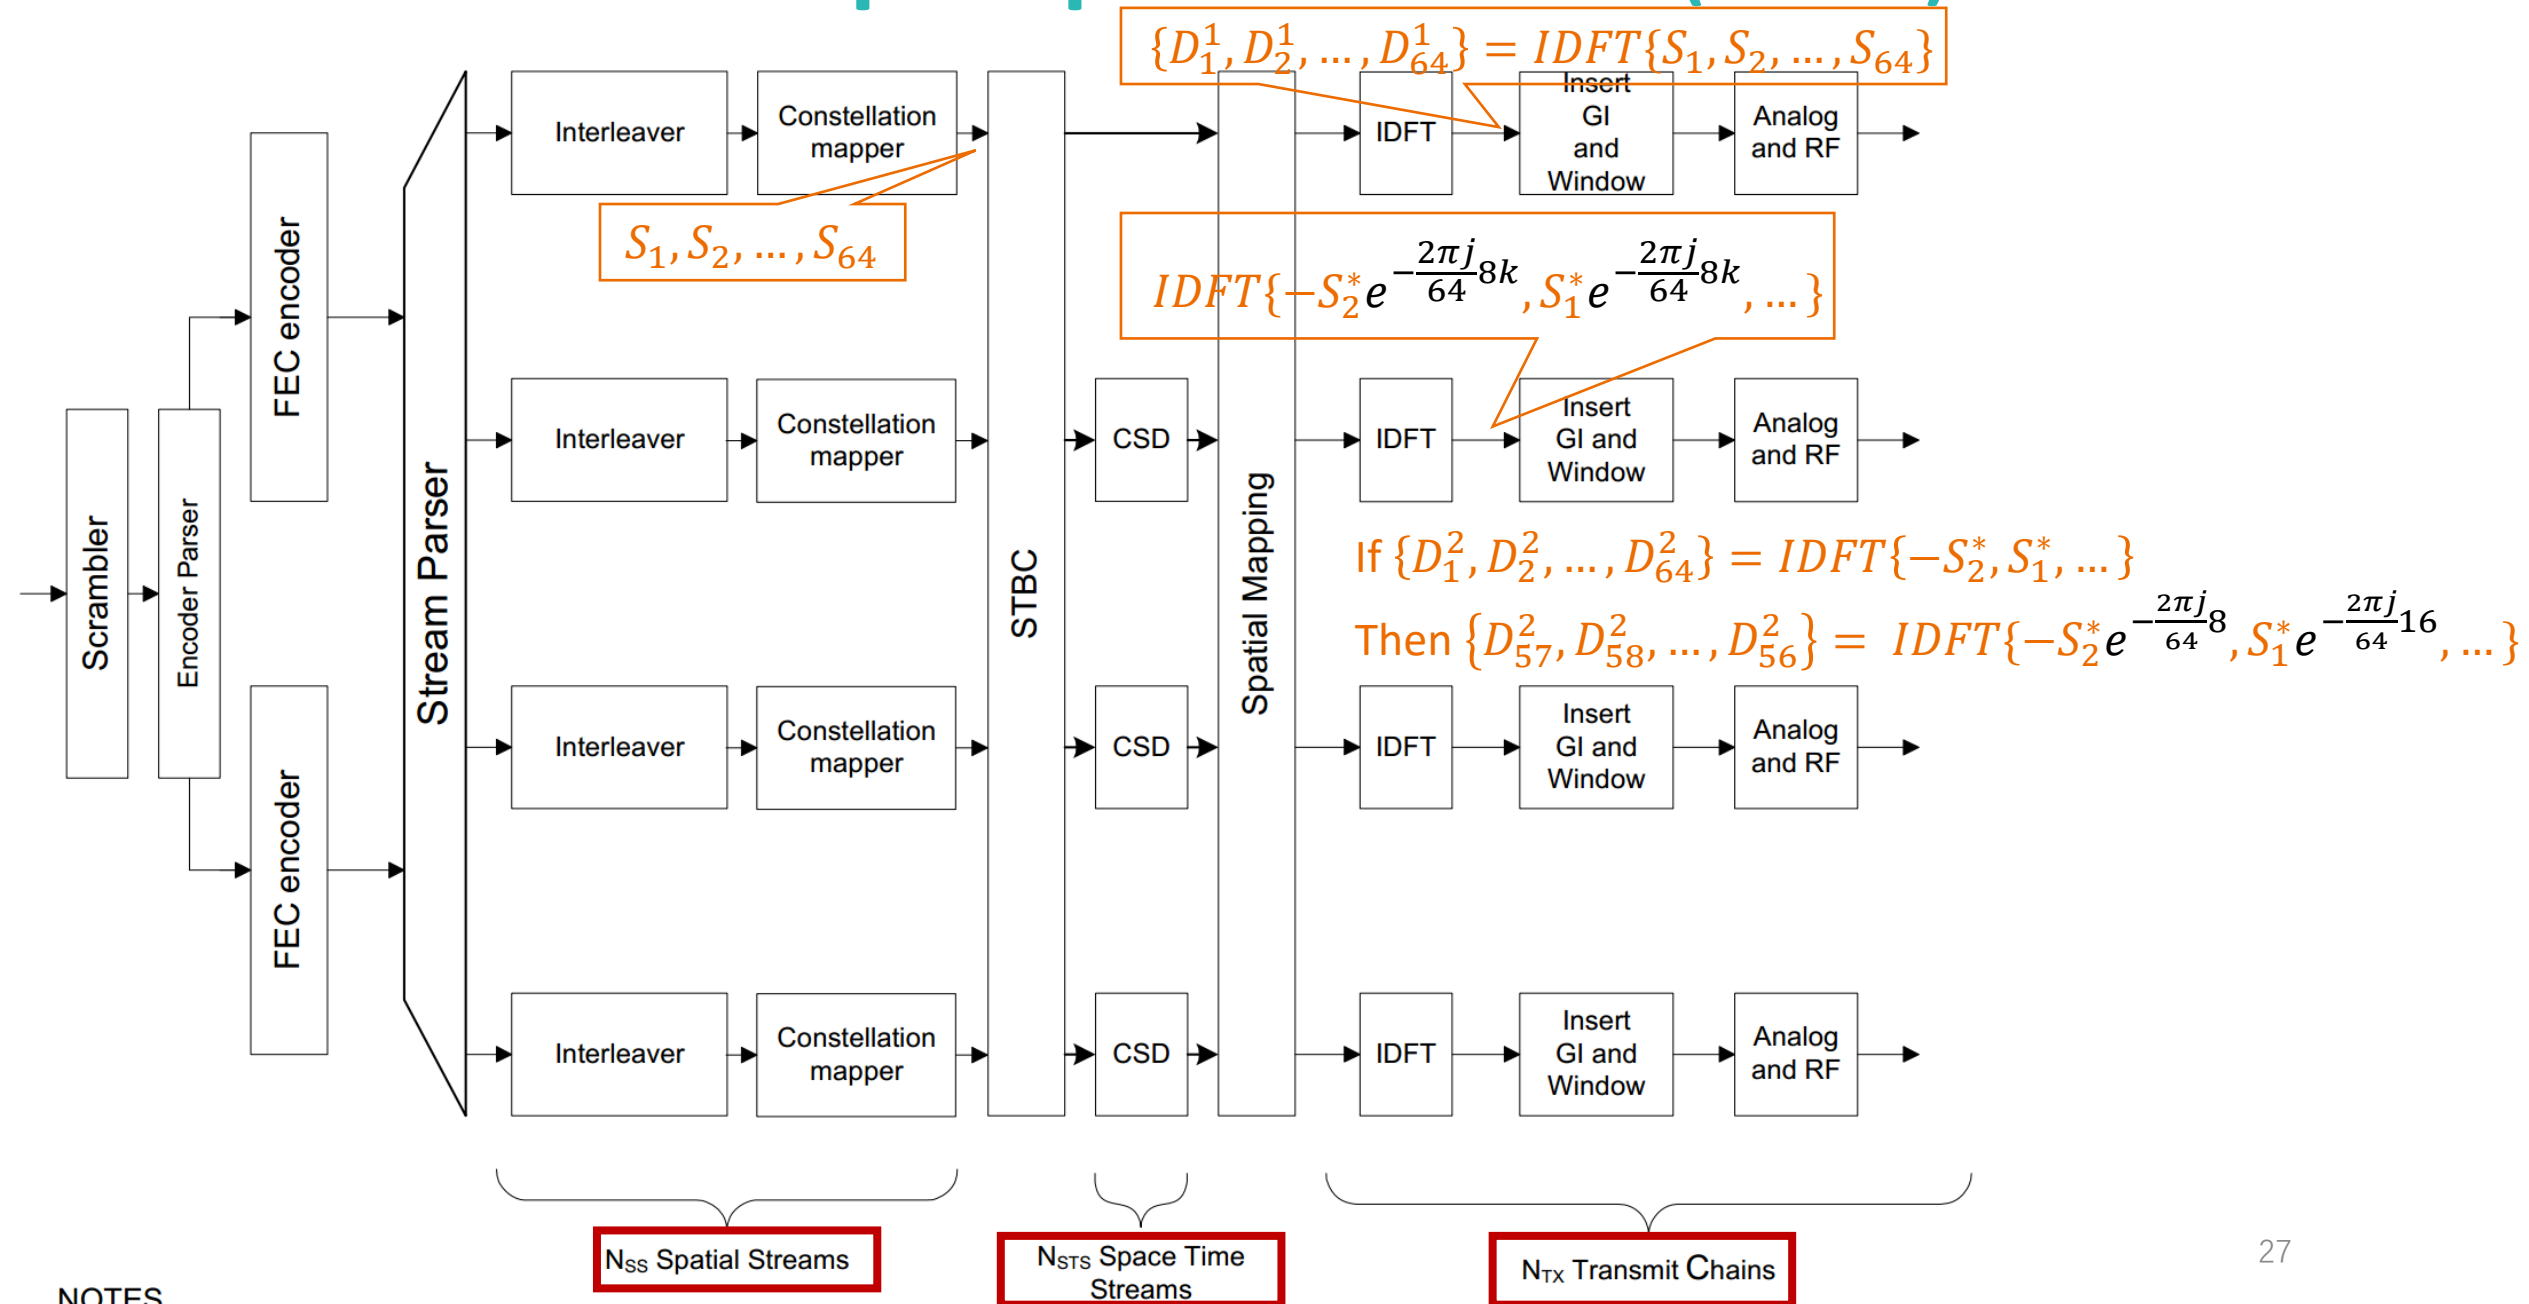 {D_1^1, D_2^1, ..., D_64^1} = IDFT{S_1, S_2, ..., S_64}
Interleaver
Constellation
mapper
IDFT
Insert
GI
and
Window
Analog
and RF
S_1, S_2, ..., S_64
IDFT{-S_2^* e^{-\frac{2πj}{64}8k}, S_1^* e^{-\frac{2πj}{64}8k}, ...}
FEC encoder
Interleaver
Constellation
mapper
CSD
IDFT
Insert
GI and
Window
Analog
and RF
Scrambler
Encoder Parser
Stream Parser
STBC
Spatial Mapping
If {D_1^2, D_2^2, ..., D_64^2} = IDFT{-S_2^*, S_1^*, ...}
Then {D_57^2, D_58^2, ..., D_56^2} = IDFT{-S_2^* e^{-\frac{2πj}{64}8}, S_1^* e^{-\frac{2πj}{64}16}, ...}
Interleaver
Constellation
mapper
CSD
IDFT
Insert
GI and
Window
Analog
and RF
FEC encoder
Interleaver
Constellation
mapper
CSD
IDFT
Insert
GI and
Window
Analog
and RF
N_SS Spatial Streams
N_STS Space Time
Streams
N_TX Transmit Chains
27
NOTES